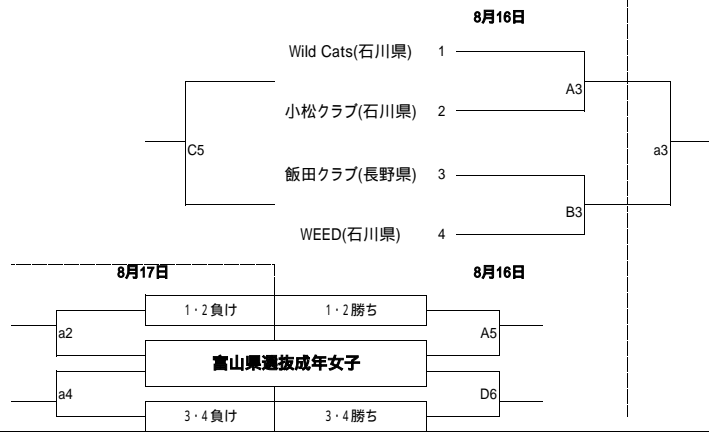 8月16日
Wild Cats(石川県) 1
A3
小松クラブ(石川県) 2
C5
a3
飯田クラブ(長野県) 3
B3
WEED(石川県) 4
8月17日 8月16日
1・2負け 1・2勝ち
a2 A5
富山県選抜成年女子
a4 D6
3・4負け 3・4勝ち